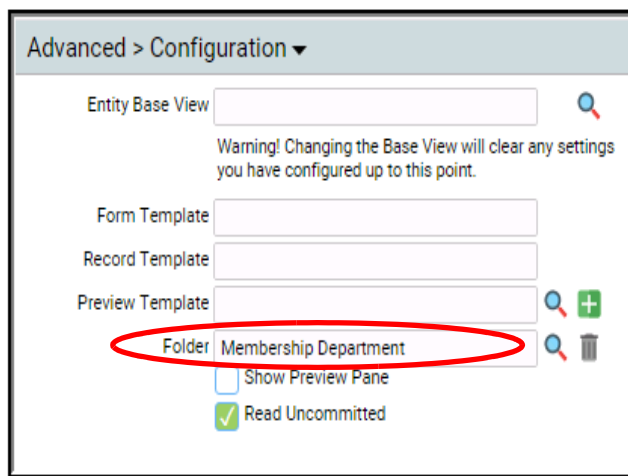 Advanced > Configuration
Entity Base View
Warning! Changing the Base View will clear any settings
you have configured up to this point.
Form Template
Record Template
Preview Template
Folder Membership Department
Show Preview Pane
Read Uncommitted